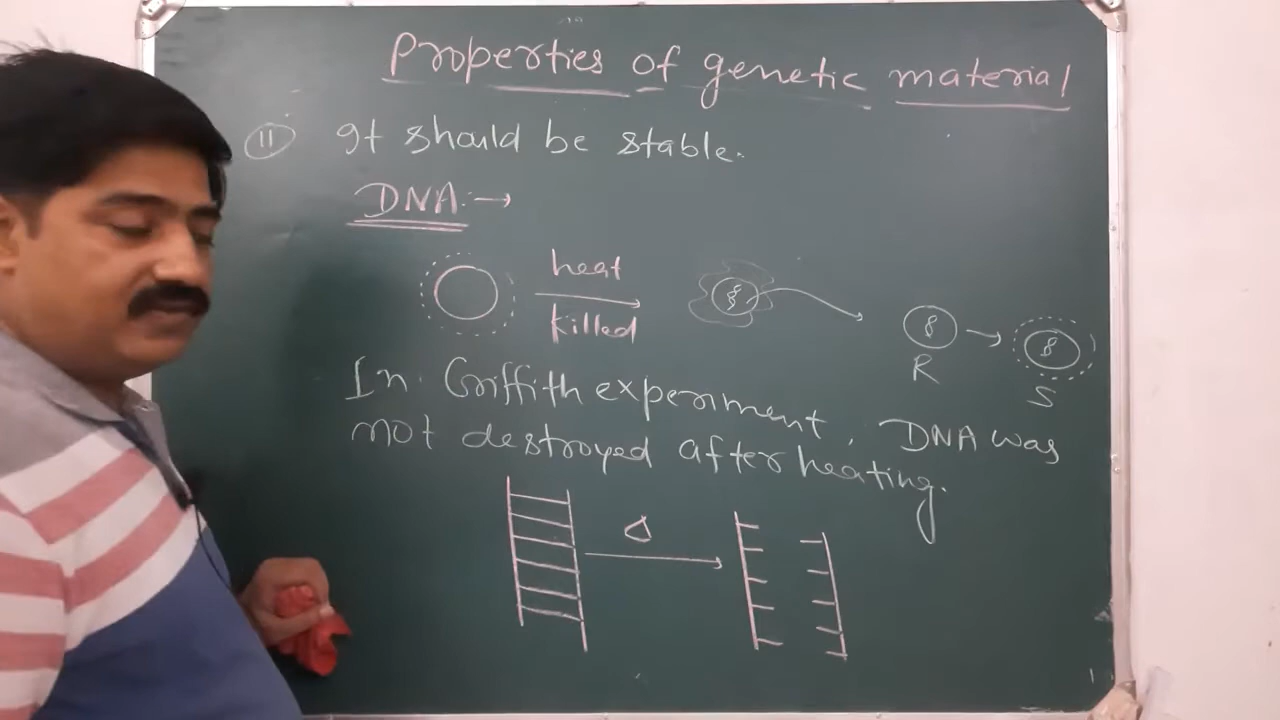 Properties of genetic material
(ii) It should be stable.
DNA :→
heat
killed
R
S
In Griffith experiment, DNA was
not destroyed after heating.
Δ